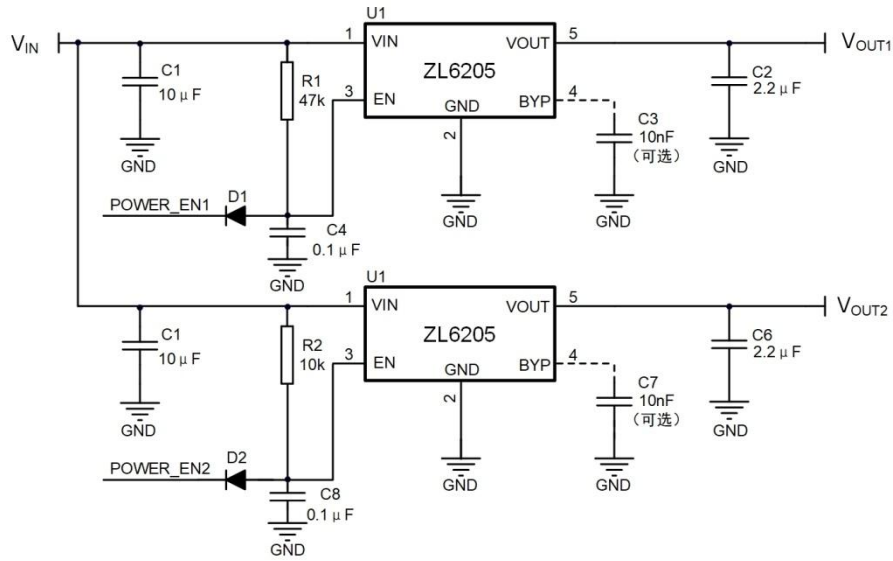 U1
V_IN
1
VIN
VOUT
5
V_OUT1
C1
10μF
R1
47k
ZL6205
C2
2.2μF
3
EN
GND
BYP
4
2
C3
10nF
(可选)
GND
GND
GND
GND
POWER_EN1
D1
C4
0.1μF
GND
U1
1
VIN
VOUT
5
V_OUT2
C1
10μF
R2
10k
ZL6205
C6
2.2μF
3
EN
GND
BYP
4
2
C7
10nF
(可选)
GND
GND
GND
GND
POWER_EN2
D2
C8
0.1μF
GND